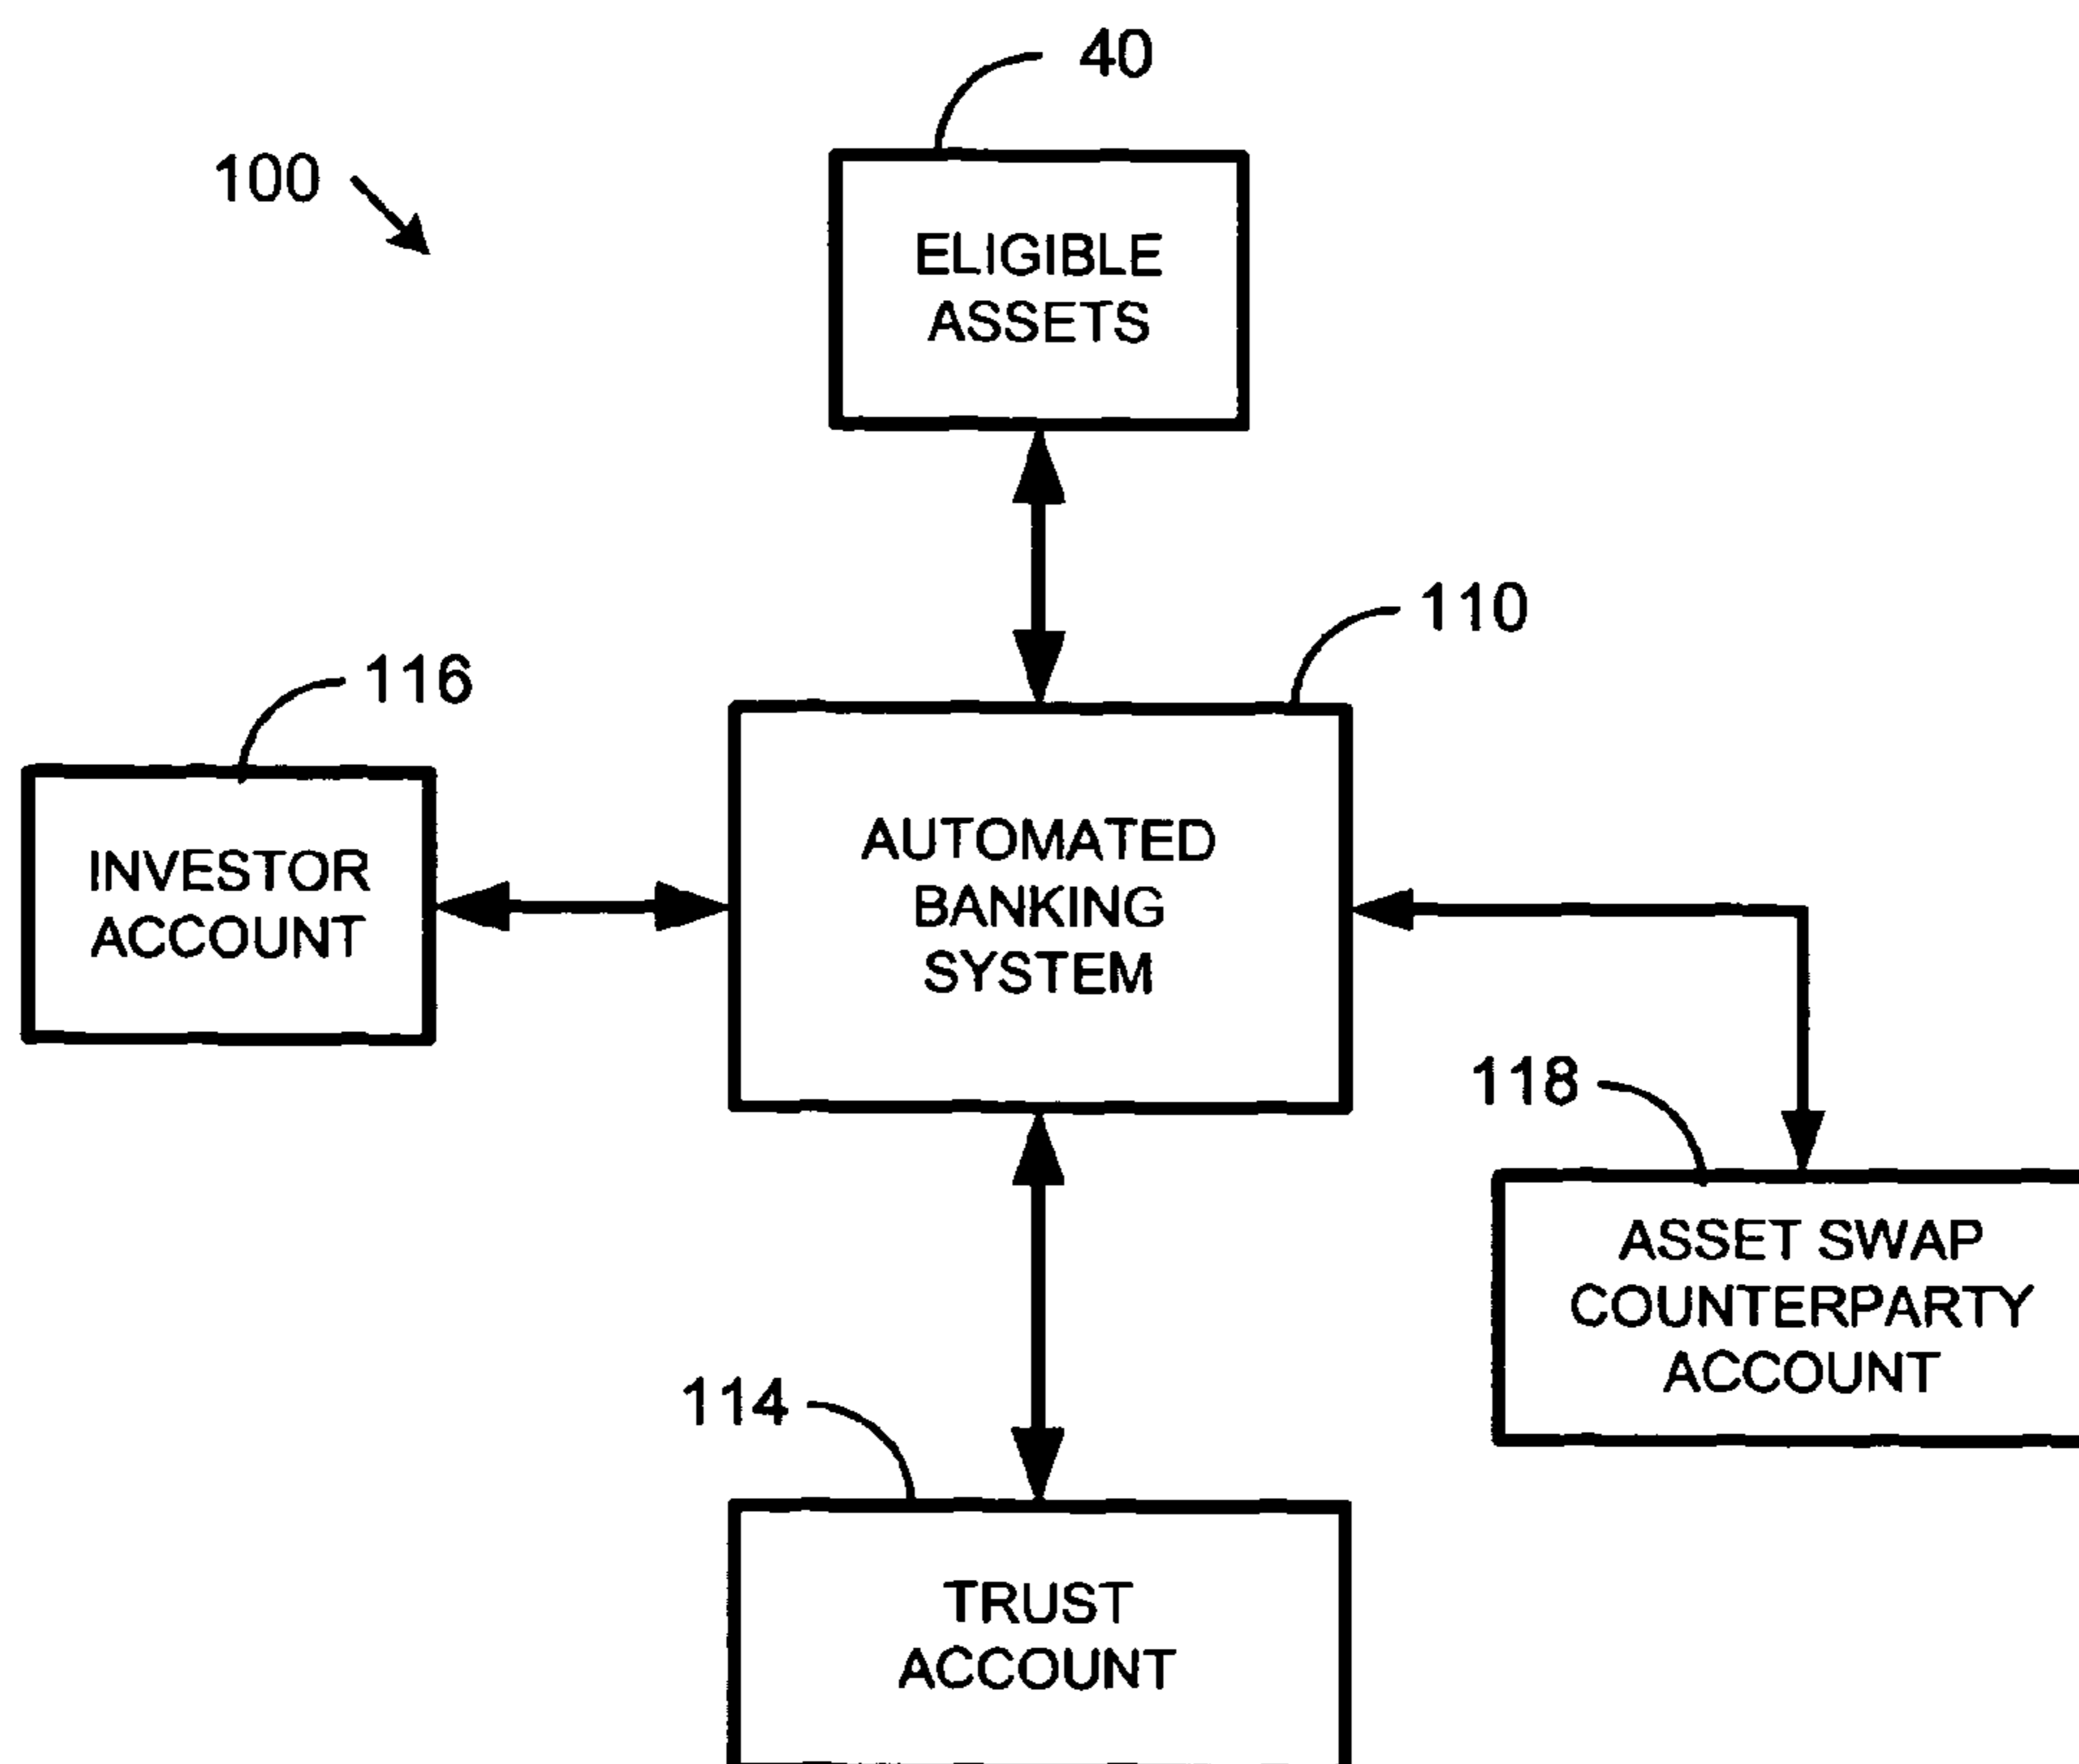 40
100
ELIGIBLE
ASSETS
110
116
AUTOMATED
BANKING
SYSTEM
INVESTOR
ACCOUNT
118
ASSET SWAP
COUNTERPARTY
ACCOUNT
114
TRUST
ACCOUNT